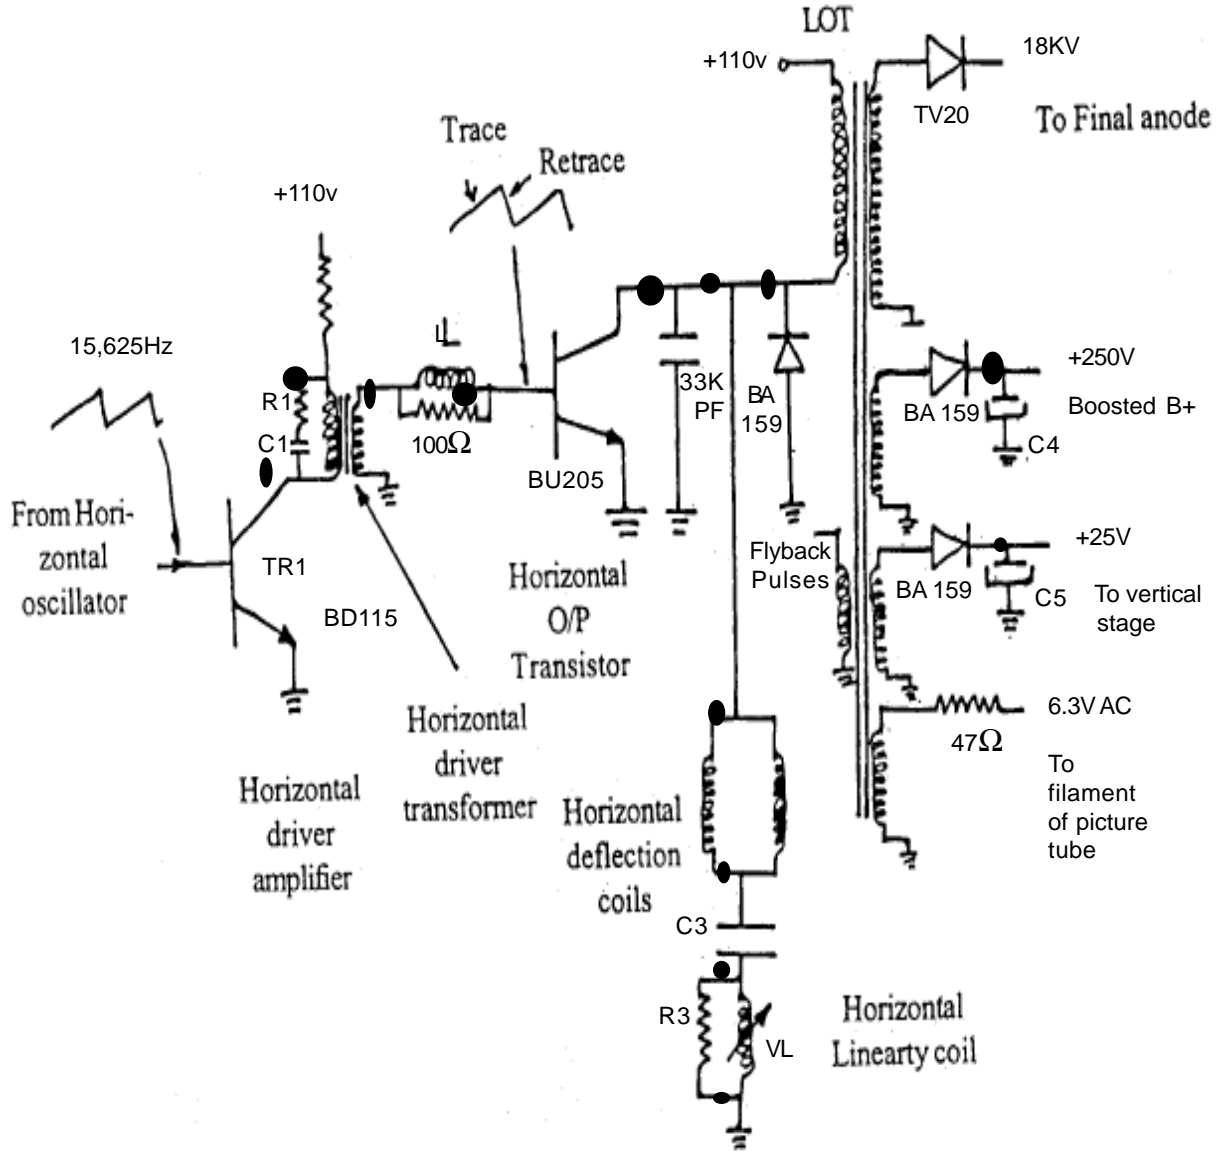 LOT
+110v
18KV
TV20
To Final anode
Trace
Retrace
+110v
15,625Hz
L
R1
C1
100Ω
33K
PF
BA
159
BU205
BA 159
+250V
Boosted B+
C4
From Hori-
zontal
oscillator
TR1
BD115
Horizontal
O/P
Transistor
Flyback
Pulses
BA 159
+25V
C5
To vertical
stage
Horizontal
driver
transformer
Horizontal
driver
amplifier
Horizontal
deflection
coils
47Ω
6.3V AC
To
filament
of picture
tube
C3
R3
VL
Horizontal
Linearty coil